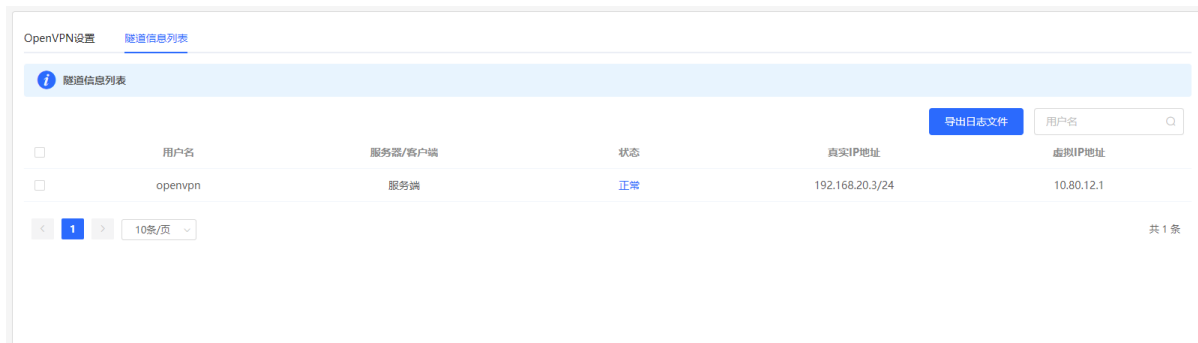 OpenVPN设置 隧道信息列表
隧道信息列表
导出日志文件 用户名
用户名 服务器/客户端 状态 真实IP地址 虚拟IP地址
openvpn 服务端 正常 192.168.20.3/24 10.80.12.1
1 10条/页 共 1 条